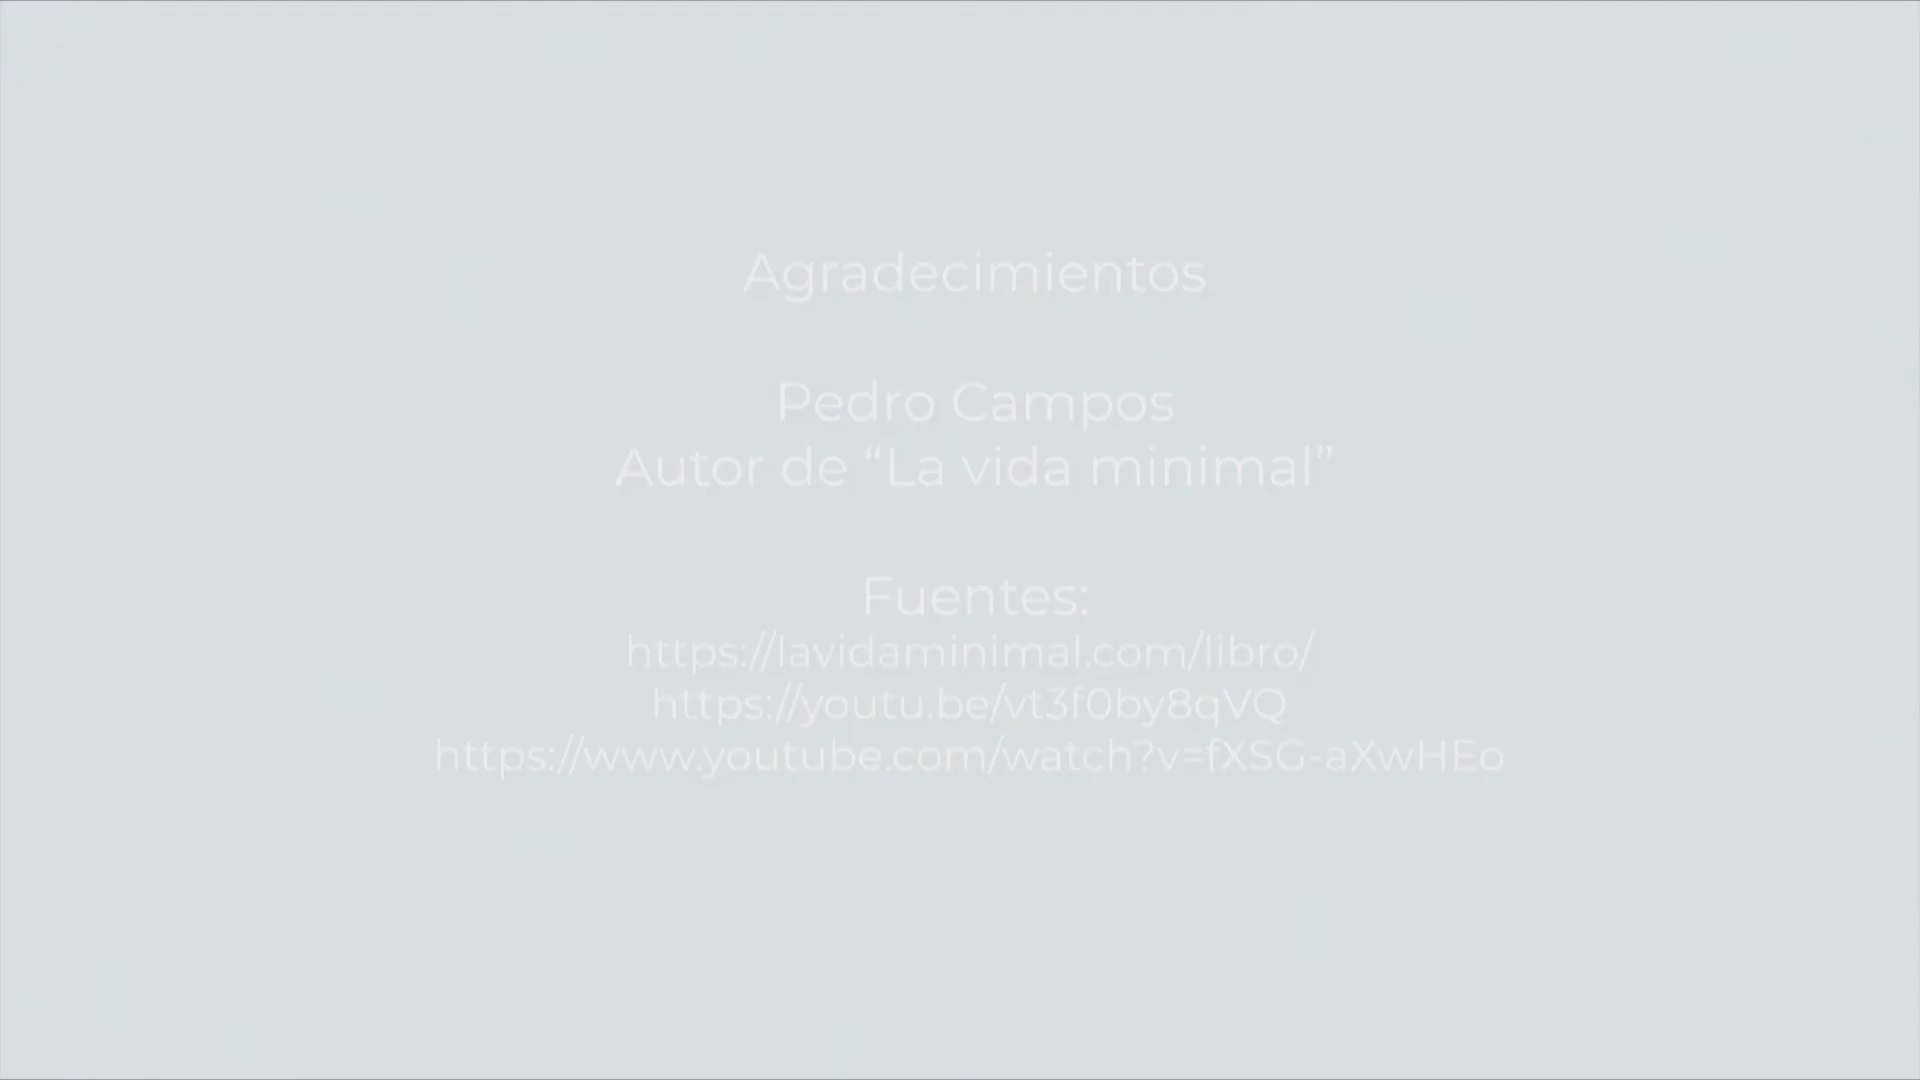 Agradecimientos
Pedro Campos
Autor de “La vida minimal”
Fuentes:
https://lavidaminimal.com/libro/
https://youtu.be/vt3f0by8qVQ
https://www.youtube.com/watch?v=fXSG-aXwHEo